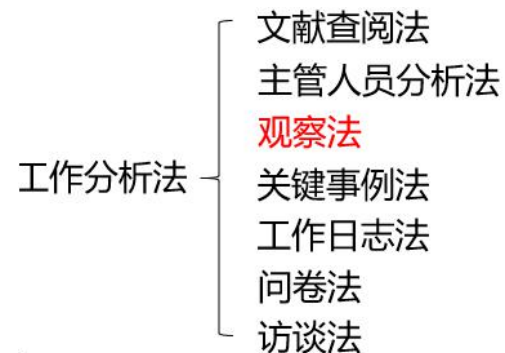 工作分析法
文献查阅法
主管人员分析法
观察法
关键事例法
工作日志法
问卷法
访谈法